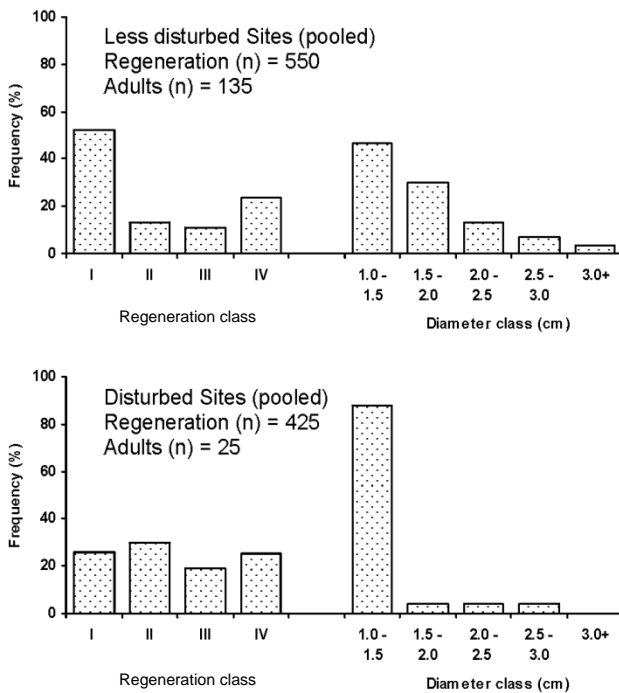 100
80
60
40
20
0
Frequency (%)
Less disturbed Sites (pooled)
Regeneration (n) = 550
Adults (n) = 135
I II III IV 1.0 - 1.5 1.5 - 2.0 2.0 - 2.5 2.5 - 3.0 3.0+
Regeneration class Diameter class (cm)
100
80
60
40
20
0
Frequency (%)
Disturbed Sites (pooled)
Regeneration (n) = 425
Adults (n) = 25
I II III IV 1.0 - 1.5 1.5 - 2.0 2.0 - 2.5 2.5 - 3.0 3.0+
Regeneration class Diameter class (cm)